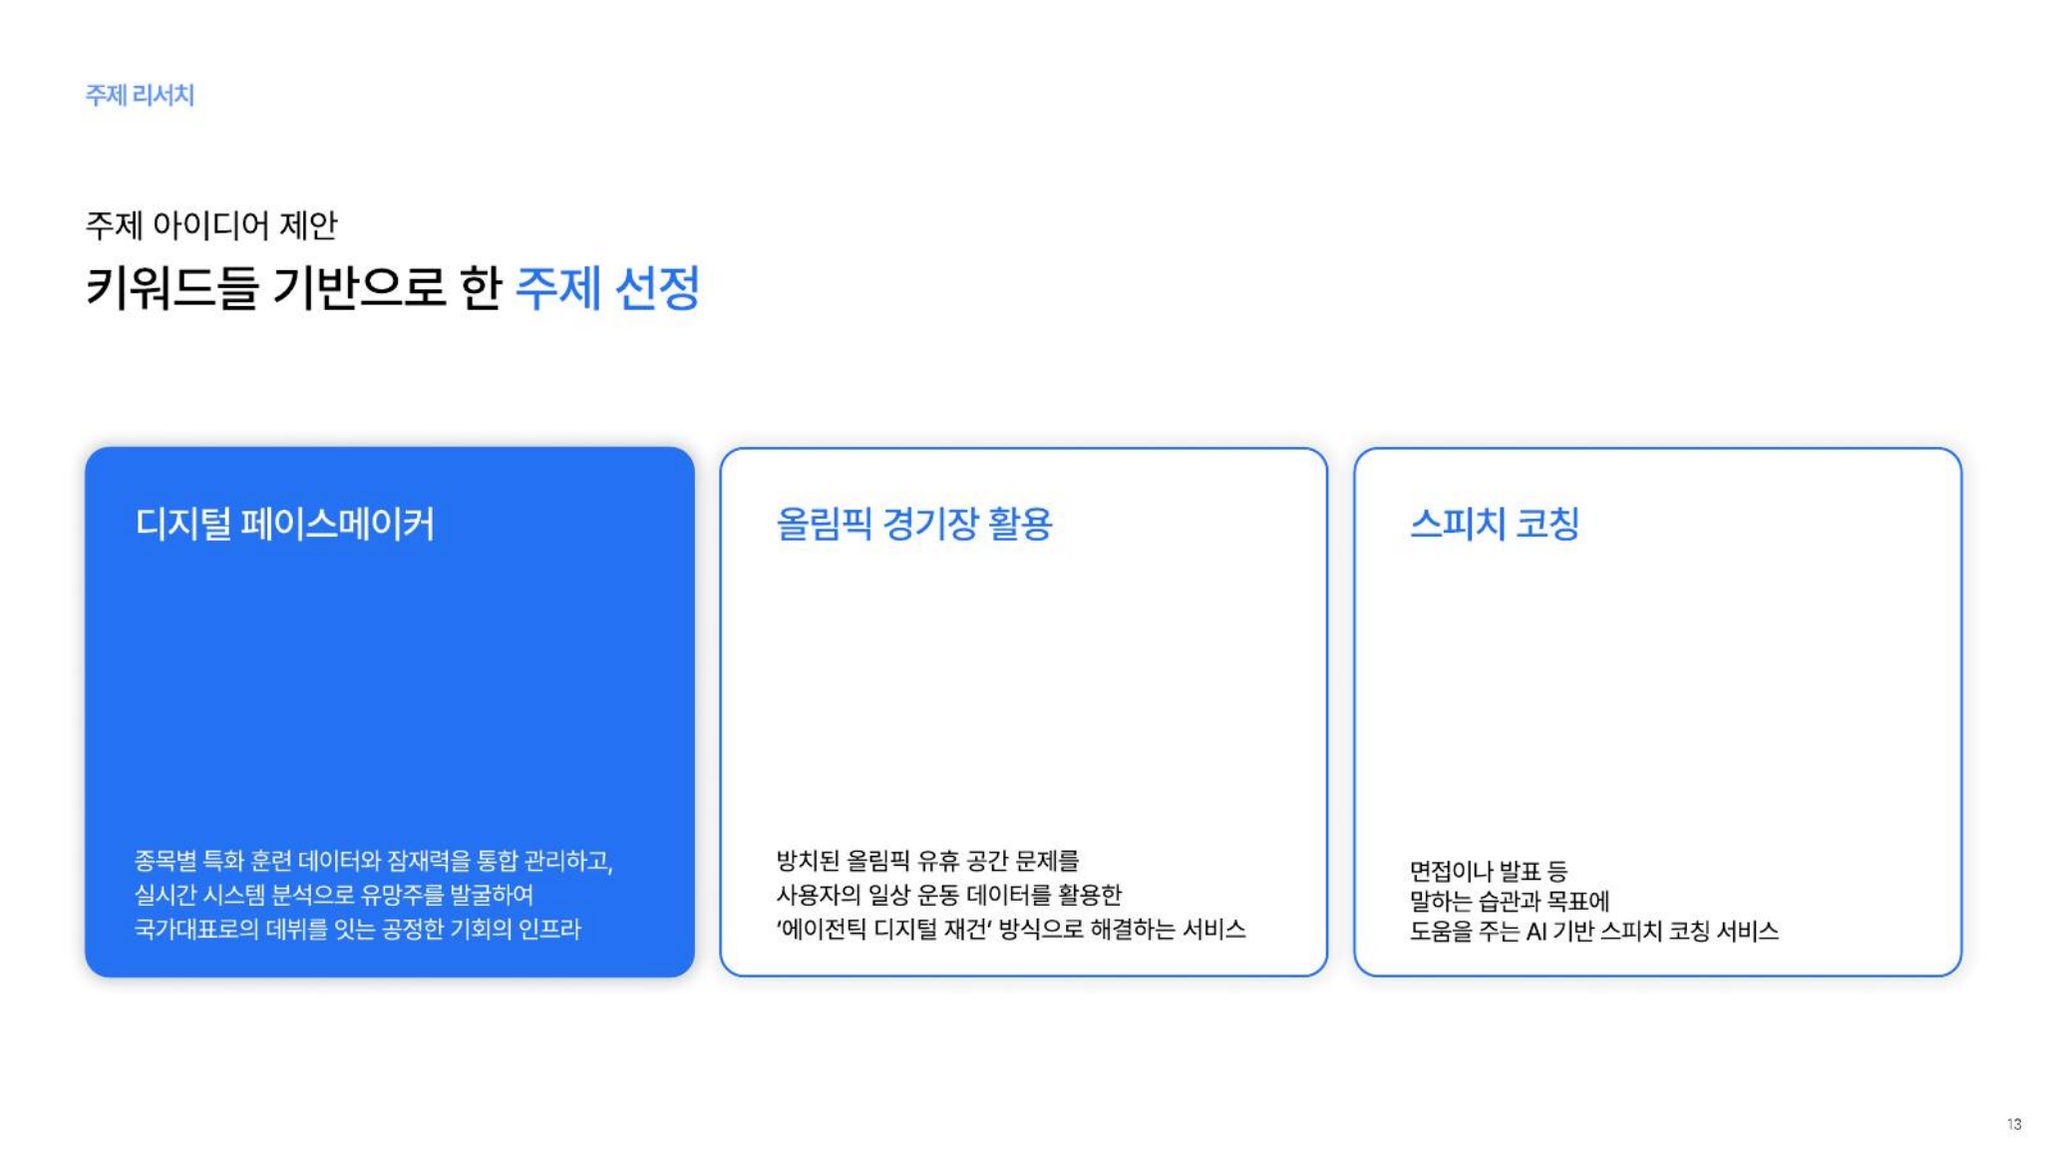 주제 리서치
주제 아이디어 제안
키워드들 기반으로 한 주제 선정
디지털 페이스메이커
종목별 특화 훈련 데이터와 잠재력을 통합 관리하고,
실시간 시스템 분석으로 유망주를 발굴하여
국가대표로의 데뷔를 잇는 공정한 기회의 인프라
올림픽 경기장 활용
방치된 올림픽 유휴 공간 문제를
사용자의 일상 운동 데이터를 활용한
'에이전틱 디지털 재건' 방식으로 해결하는 서비스
스피치 코칭
면접이나 발표 등
말하는 습관과 목표에
도움을 주는 AI 기반 스피치 코칭 서비스
13